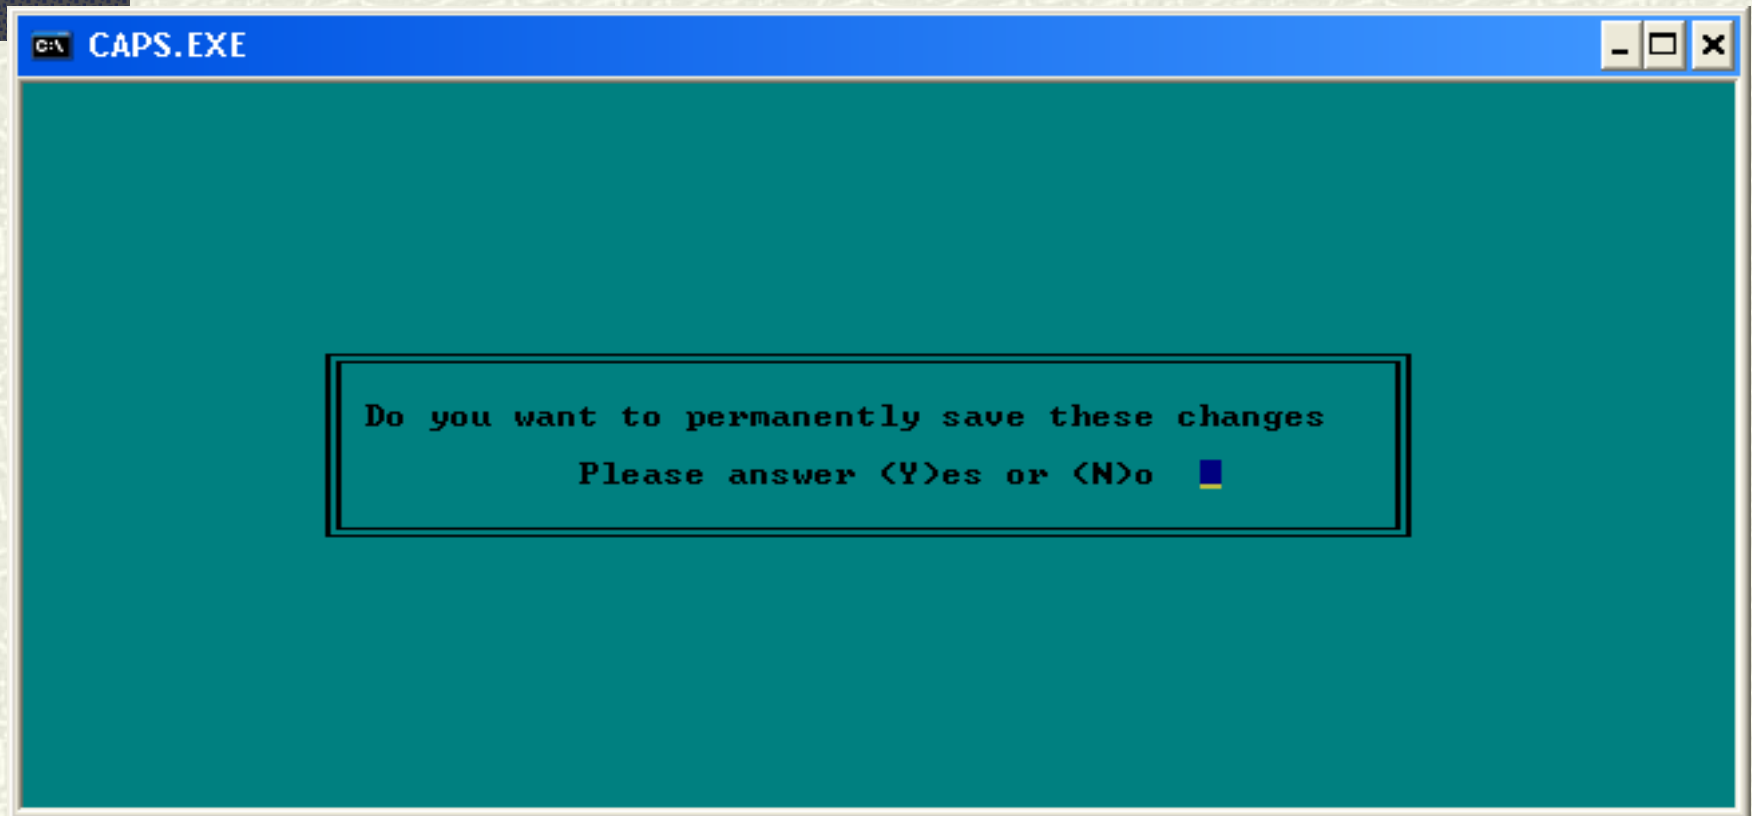 C:\ CAPS.EXE
Do you want to permanently save these changes
Please answer (Y)es or (N)o